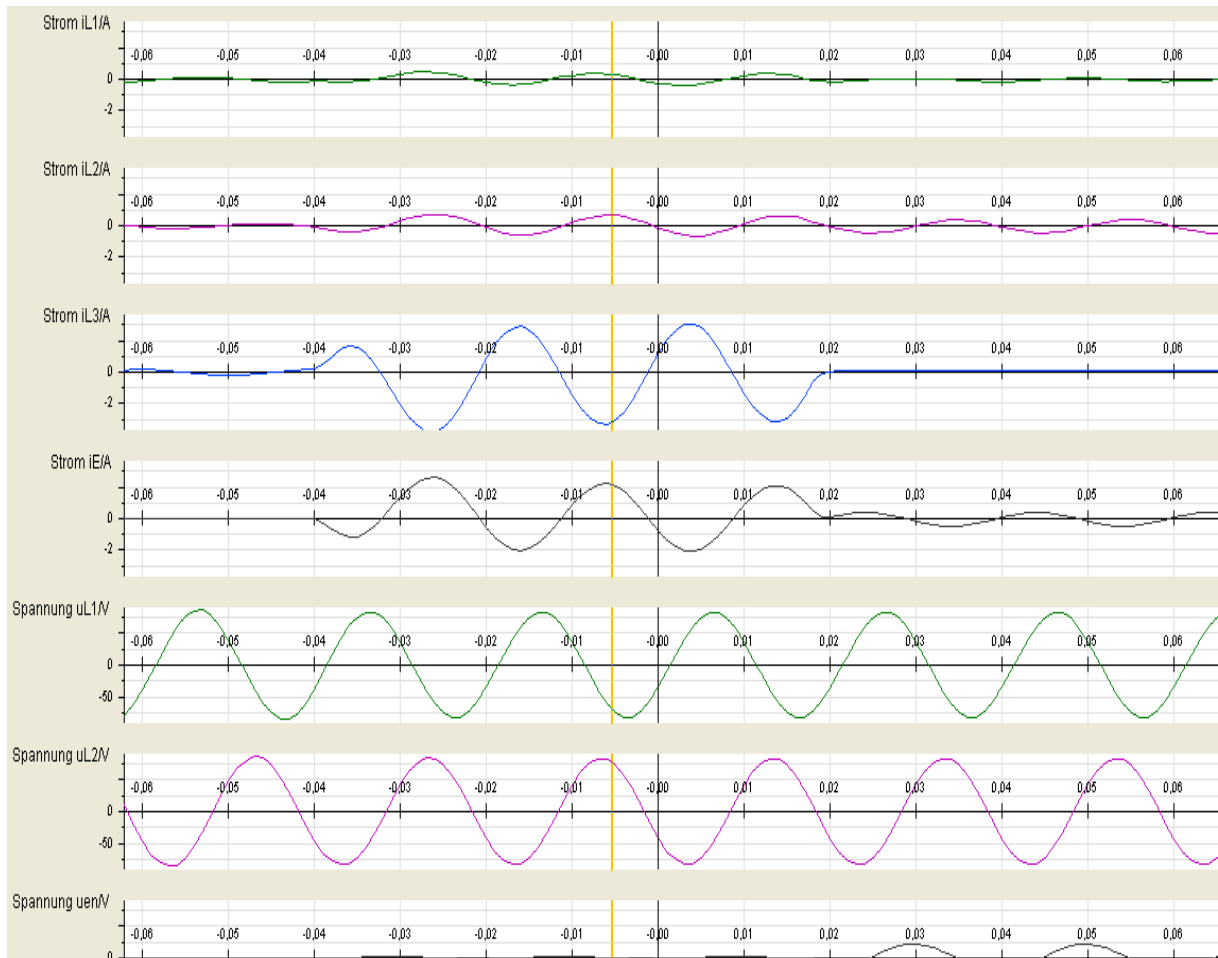 Strom iL1/A
-0,06 -0,05 -0,04 -0,03 -0,02 -0,01 -0,00 0,01 0,02 0,03 0,04 0,05 0,06
0
-2
Strom iL2/A
-0,06 -0,05 -0,04 -0,03 -0,02 -0,01 -0,00 0,01 0,02 0,03 0,04 0,05 0,06
0
-2
Strom iL3/A
-0,06 -0,05 -0,04 -0,03 -0,02 -0,01 -0,00 0,01 0,02 0,03 0,04 0,05 0,06
0
-2
Strom iE/A
-0,06 -0,05 -0,04 -0,03 -0,02 -0,01 -0,00 0,01 0,02 0,03 0,04 0,05 0,06
0
-2
Spannung uL1/V
-0,06 -0,05 -0,04 -0,03 -0,02 -0,01 -0,00 0,01 0,02 0,03 0,04 0,05 0,06
0
-50
Spannung uL2/V
-0,06 -0,05 -0,04 -0,03 -0,02 -0,01 -0,00 0,01 0,02 0,03 0,04 0,05 0,06
0
-50
Spannung uen/V
-0,06 -0,05 -0,04 -0,03 -0,02 -0,01 -0,00 0,01 0,02 0,03 0,04 0,05 0,06
0